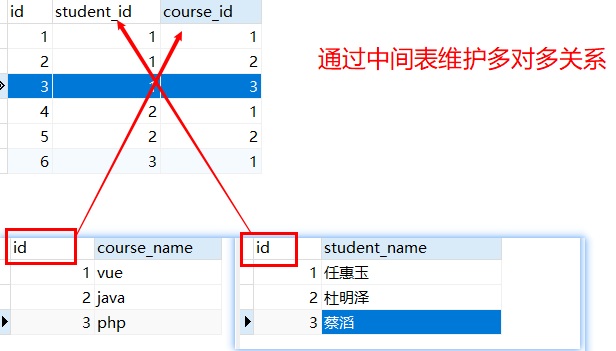 id student_id course_id
1 1 1
2 1 2
3 1 3
4 2 1
5 2 2
6 3 1
通过中间表维护多对多关系
id course_name
1 vue
2 java
3 php
id student_name
1 任惠玉
2 杜明泽
3 蔡滔